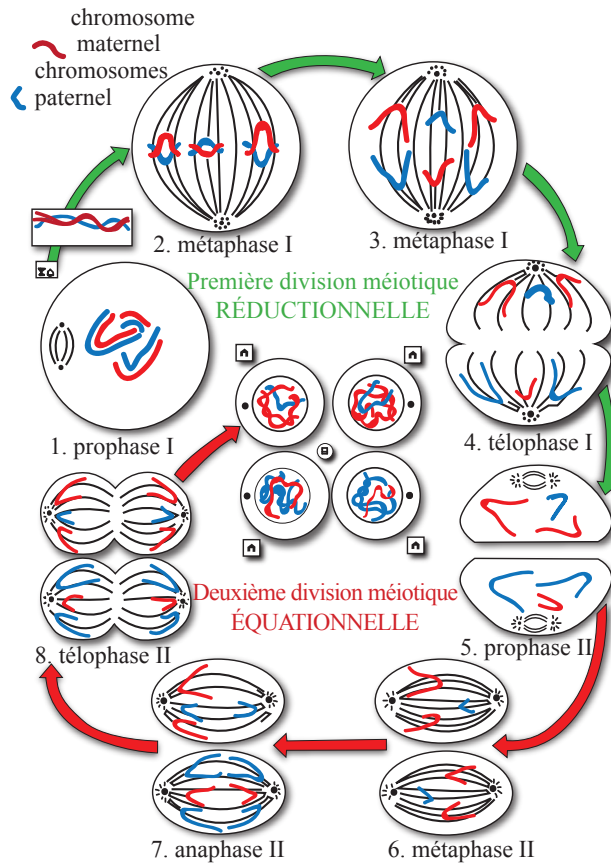 chromosome
maternel
chromosomes
paternel
2. métaphase I
3. métaphase I
Première division méiotique
RÉDUCTIONNELLE
1. prophase I
4. télophase I
Deuxième division méiotique
ÉQUATIONNELLE
5. prophase II
8. télophase II
7. anaphase II
6. métaphase II